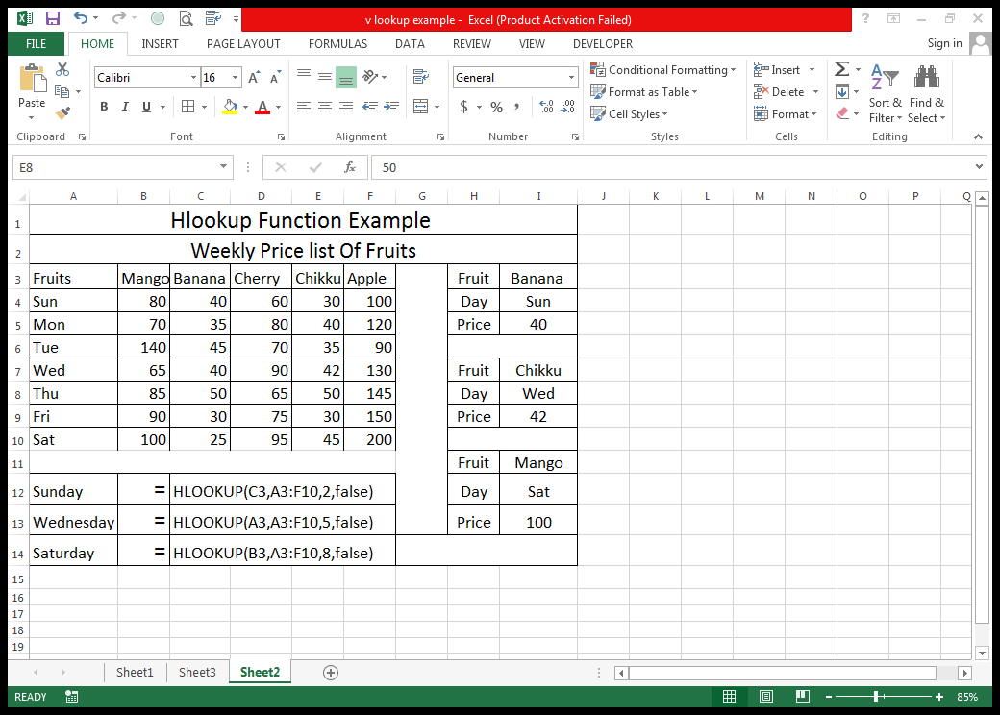 v lookup example - Excel (Product Activation Failed)
FILE HOME INSERT PAGE LAYOUT FORMULAS DATA REVIEW VIEW DEVELOPER Sign in
Paste
Calibri 16
General
Conditional Formatting
Format as Table
Cell Styles
Insert
Delete
Format
Sort & Filter
Find & Select
B I U A $ % ,
Clipboard Font Alignment Number Styles Cells Editing
E8 fx 50
A B C D E F G H I J K L M N O P Q
1 Hlookup Function Example
2 Weekly Price list Of Fruits
3 Fruits Mango Banana Cherry Chikku Apple Fruit Banana
4 Sun 80 40 60 30 100 Day Sun
5 Mon 70 35 80 40 120 Price 40
6 Tue 140 45 70 35 90
7 Wed 65 40 90 42 130 Fruit Chikku
8 Thu 85 50 65 50 145 Day Wed
9 Fri 90 30 75 30 150 Price 42
10 Sat 100 25 95 45 200
11 Fruit Mango
12 Sunday = HLOOKUP(C3,A3:F10,2,false) Day Sat
13 Wednesday = HLOOKUP(A3,A3:F10,5,false) Price 100
14 Saturday = HLOOKUP(B3,A3:F10,8,false)
15
16
17
18
19
Sheet1 Sheet3 Sheet2
READY 85%